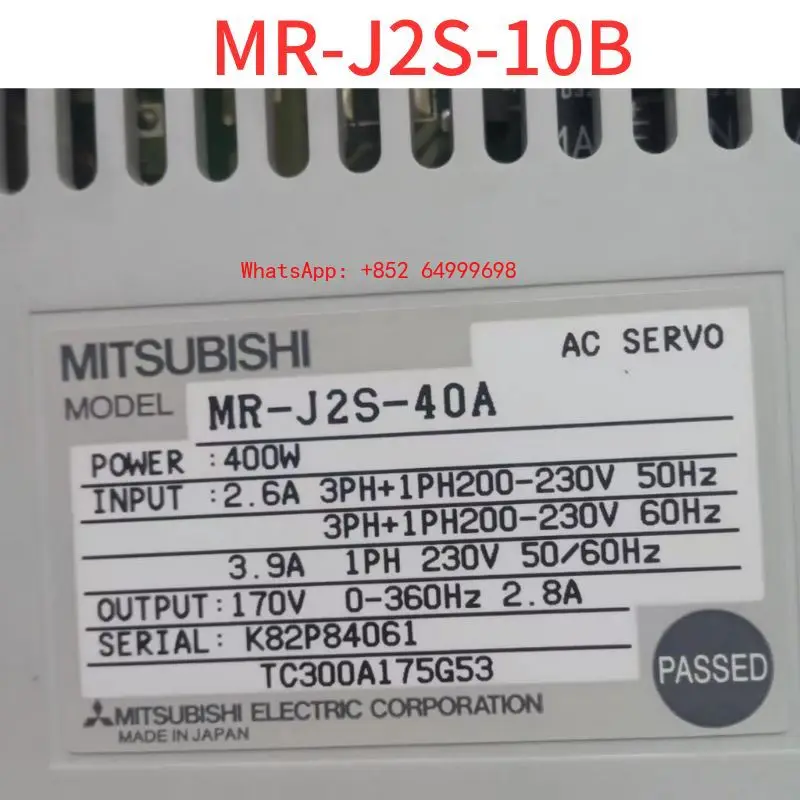 MR-J2S-10B
WhatsApp: +852 64999698
MITSUBISHI
AC SERVO
MODEL MR-J2S-40A
POWER :400W
INPUT :2.6A 3PH+1PH200-230V 50Hz
3PH+1PH200-230V 60Hz
3.9A 1PH 230V 50/60Hz
OUTPUT:170V 0-360Hz 2.8A
SERIAL: K82P84061
TC300A175G53
PASSED
MITSUBISHI ELECTRIC CORPORATION
MADE IN JAPAN